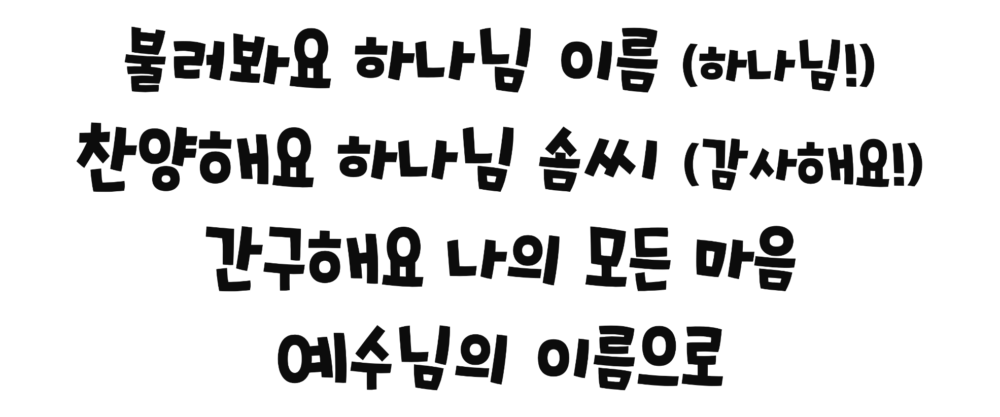 불러봐요 하나님 이름 (하나님!)
찬양해요 하나님 솜씨 (감사해요!)
간구해요 나의 모든 마음
예수님의 이름으로